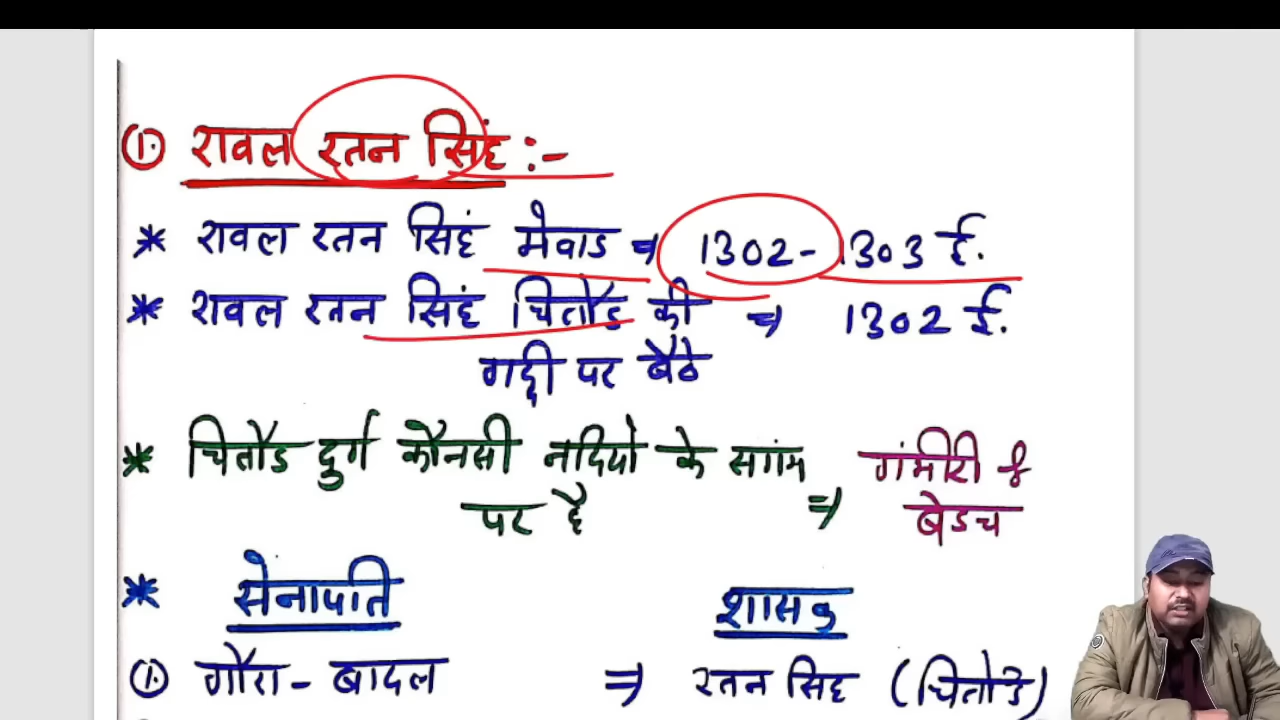 ① रावल रतन सिंह :-
* रावल रतन सिंह मेवाड ⇒ 1302 - 1303 ई.
* रावल रतन सिंह चितौड की ⇒ 1302 ई.
गद्दी पर बैठे
* चितौड दुर्ग कौनसी नदियो के सगंम गंभीरी &
पर है ⇒ बेडच
* सेनापति शासक
① गौरा - बादल ⇒ रतन सिंह (चितोड)